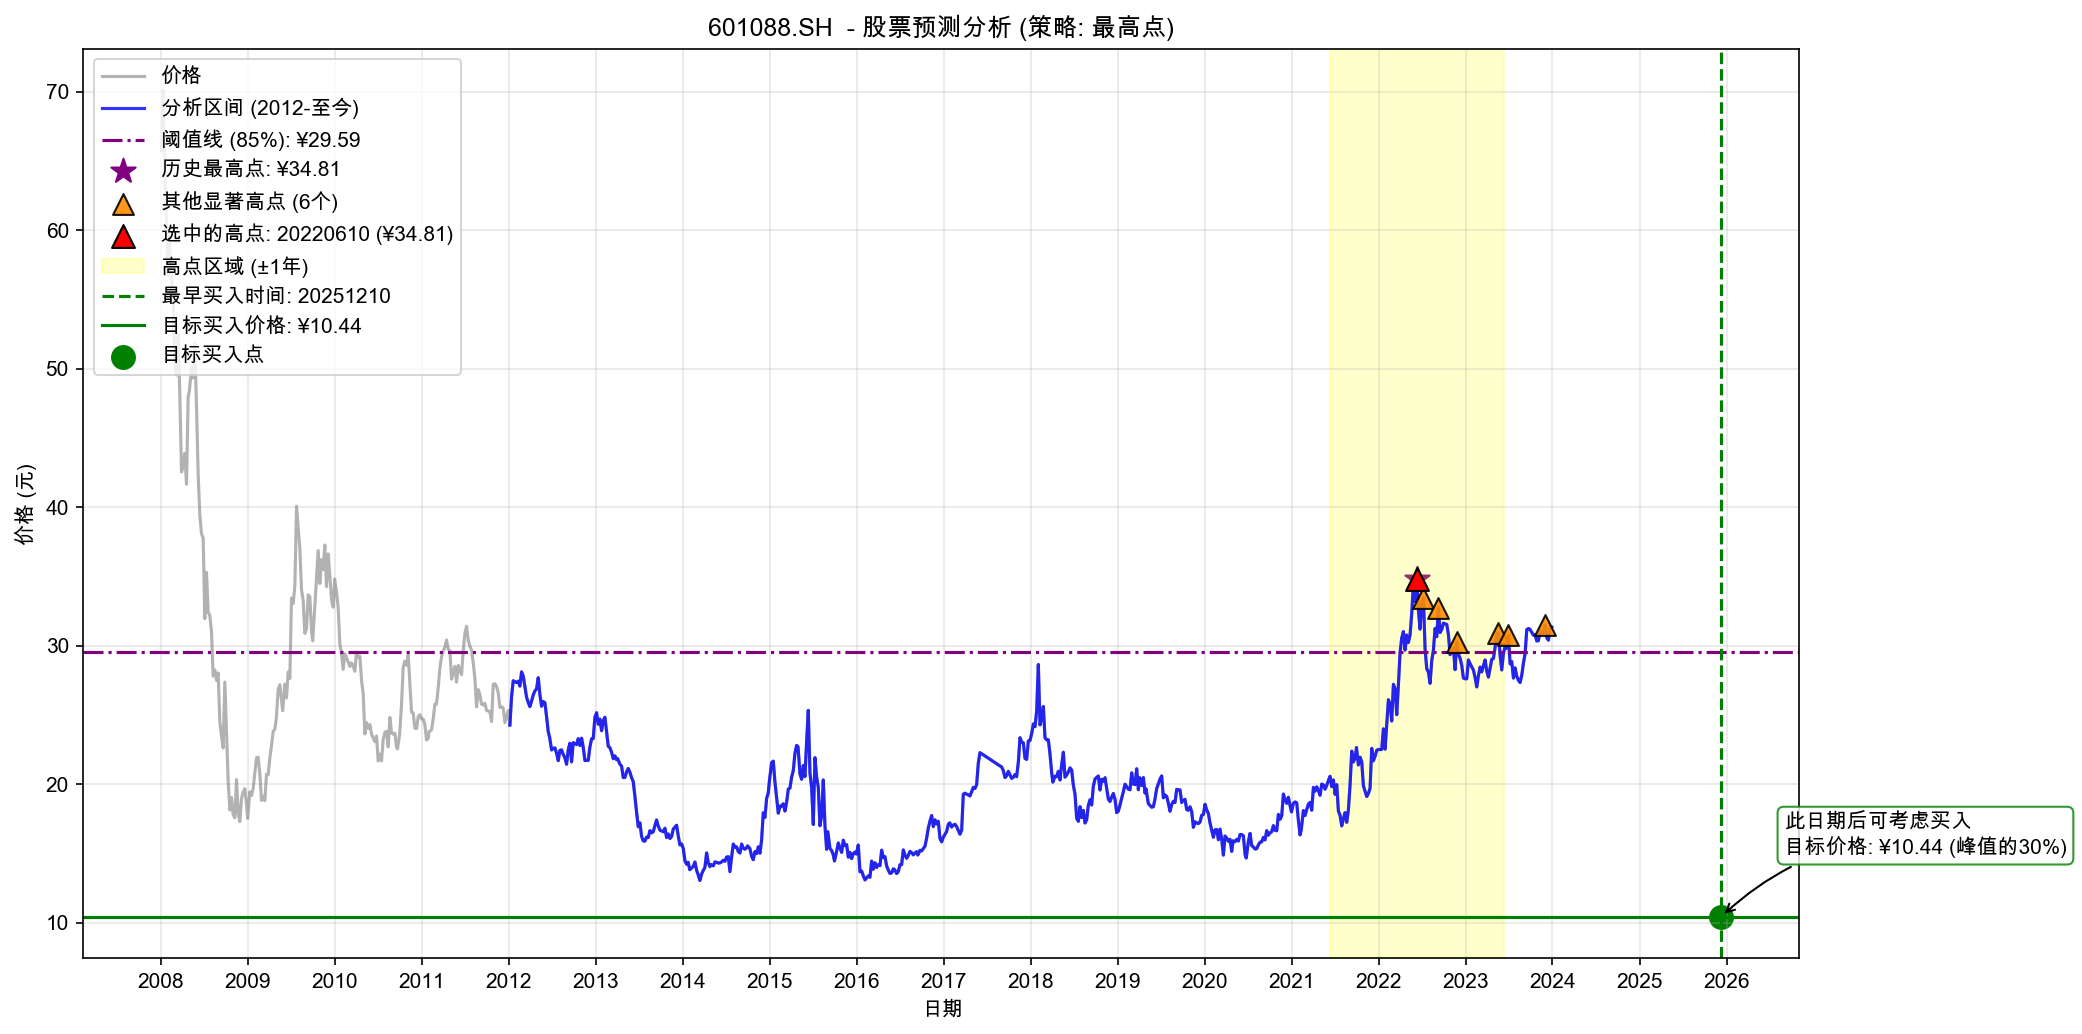 601088.SH - 股票预测分析 (策略: 最高点)
价格
分析区间 (2012-至今)
阈值线 (85%): ¥29.59
历史最高点: ¥34.81
其他显著高点 (6个)
选中的高点: 20220610 (¥34.81)
高点区域 (±1年)
最早买入时间: 20251210
目标买入价格: ¥10.44
目标买入点
价格 (元)
70
60
50
40
30
20
10
此日期后可考虑买入
目标价格: ¥10.44 (峰值的30%)
2008 2009 2010 2011 2012 2013 2014 2015 2016 2017 2018 2019 2020 2021 2022 2023 2024 2025 2026
日期